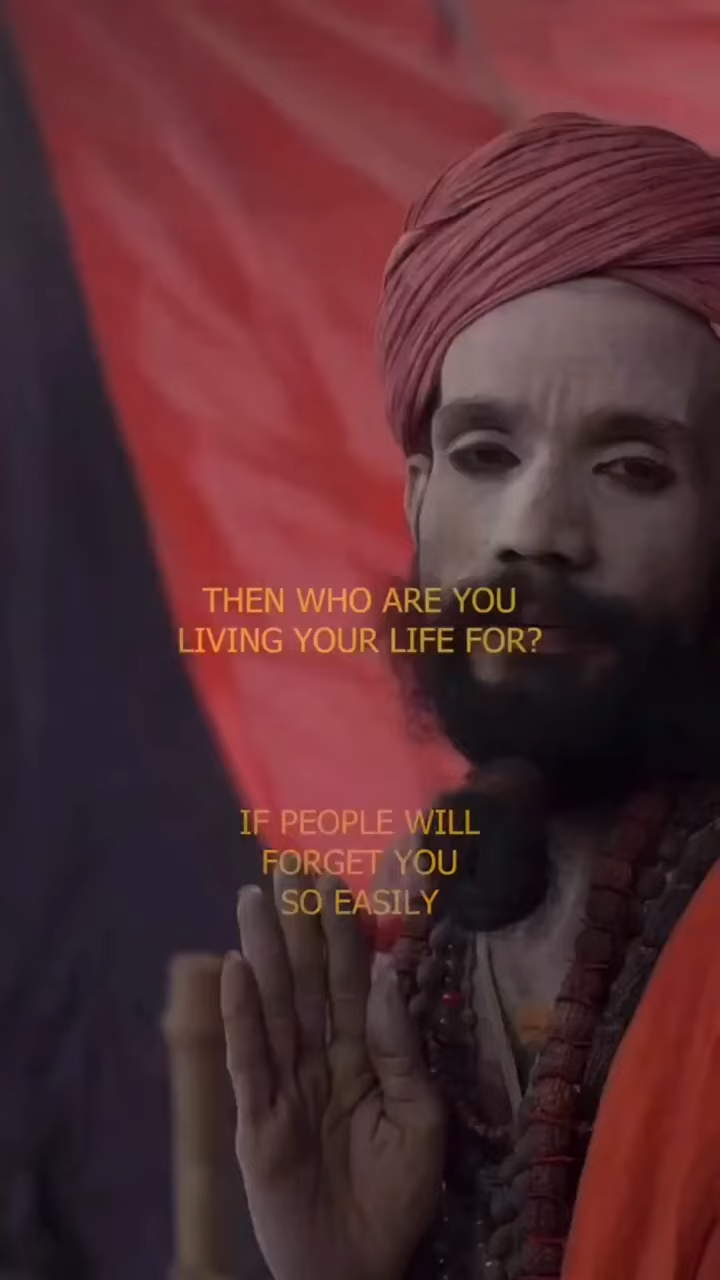 THEN WHO ARE YOU
LIVING YOUR LIFE FOR?
IF PEOPLE WILL
FORGET YOU
SO EASILY